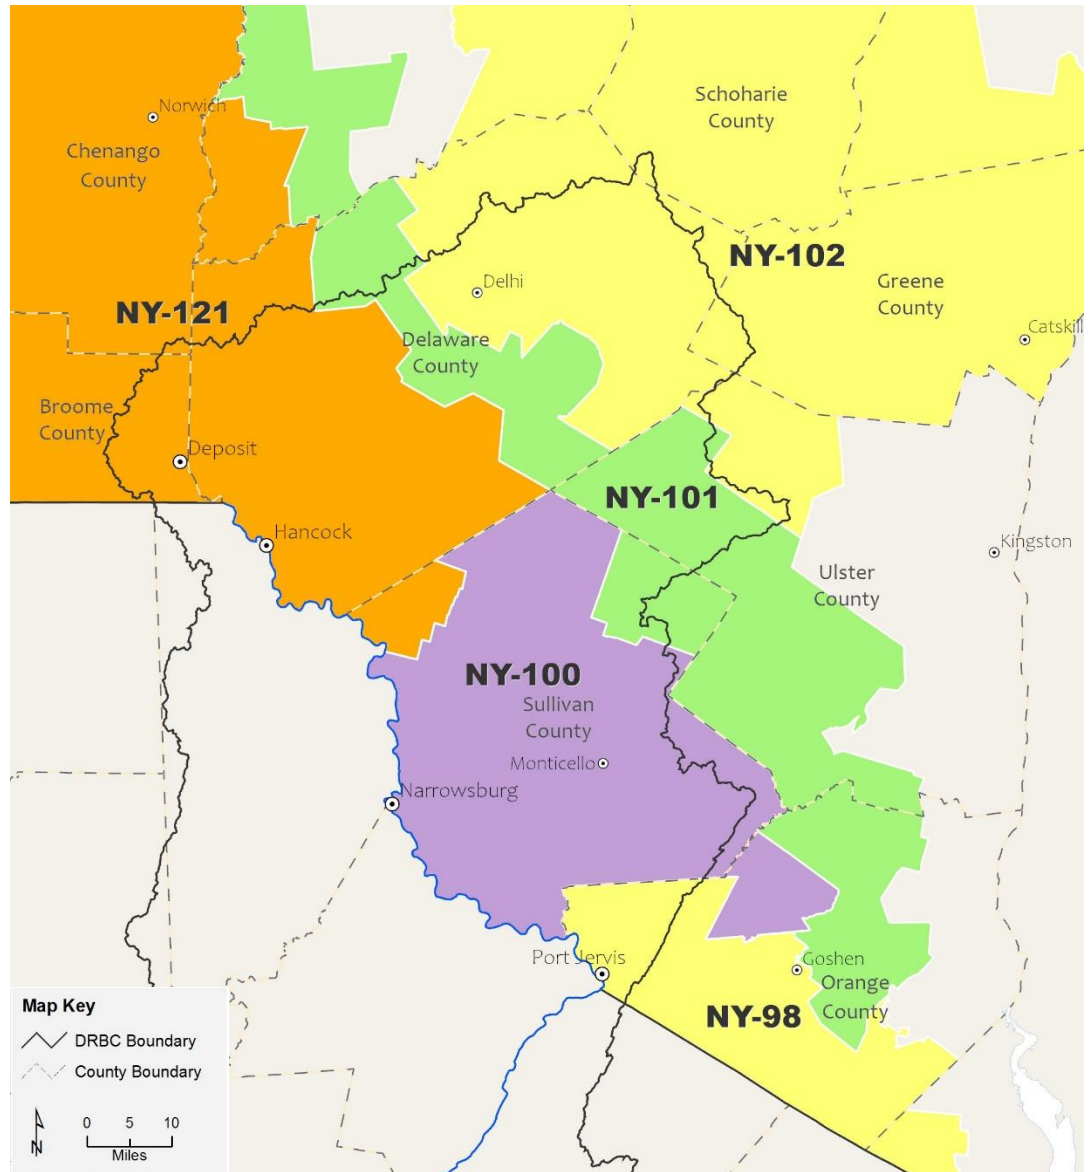 Schoharie
County
Norwich
Chenango
County
NY-102
Delhi
Greene
County
NY-121
Catskill
Delaware
County
Broome
County
Deposit
NY-101
Hancock
Kingston
Ulster
County
NY-100
Sullivan
County
Monticello
Narrowsburg
Port Jervis
Goshen
Orange
County
NY-98
Map Key
DRBC Boundary
County Boundary
N
0 5 10
Miles